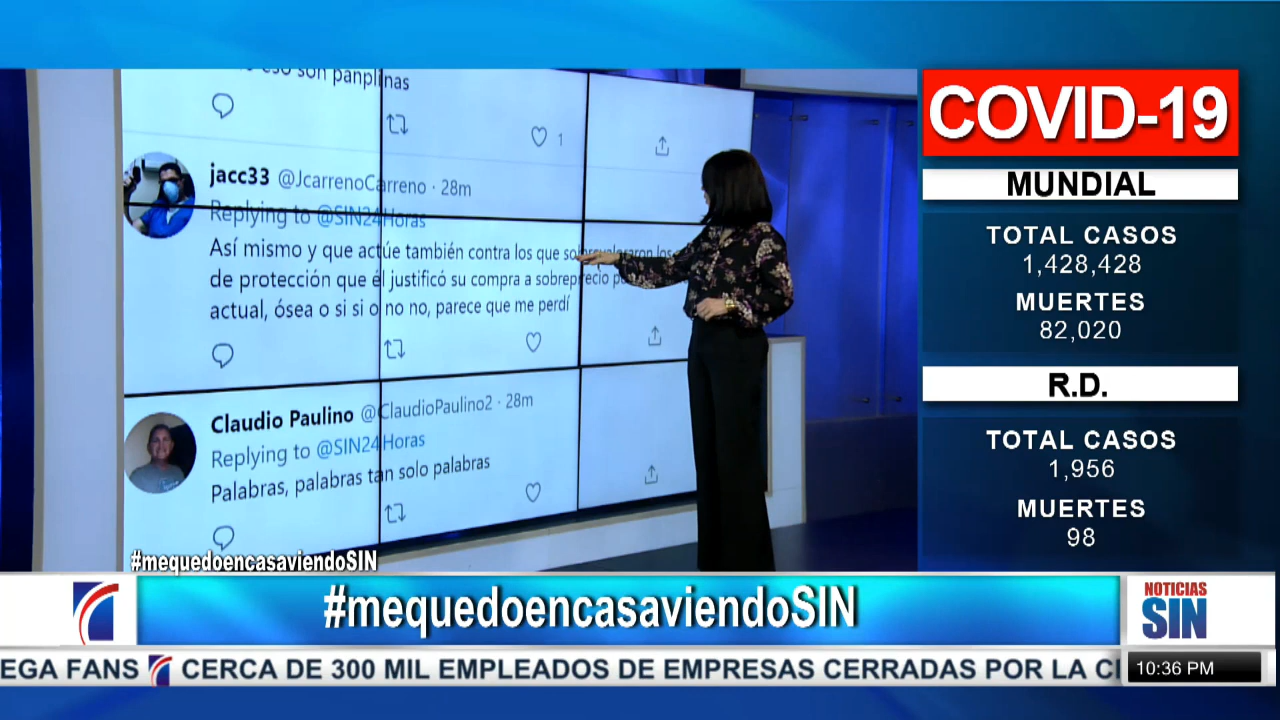 eso son panplinas
1
jacc33 @JcarrenoCarreno · 28m
Replying to @SIN24Horas
Así mismo y que actúe también contra los que sobrevaloraron los
de protección que él justificó su compra a sobreprecio
actual, ósea o si si o no no, parece que me perdí
Claudio Paulino @ClaudioPaulino2 · 28m
Replying to @SIN24Horas
Palabras, palabras tan solo palabras
#mequedoencasaviendoSIN
COVID-19
MUNDIAL
TOTAL CASOS
1,428,428
MUERTES
82,020
R.D.
TOTAL CASOS
1,956
MUERTES
98
#mequedoencasaviendoSIN
NOTICIAS
SIN
EGA FANS CERCA DE 300 MIL EMPLEADOS DE EMPRESAS CERRADAS POR LA
10:36 PM